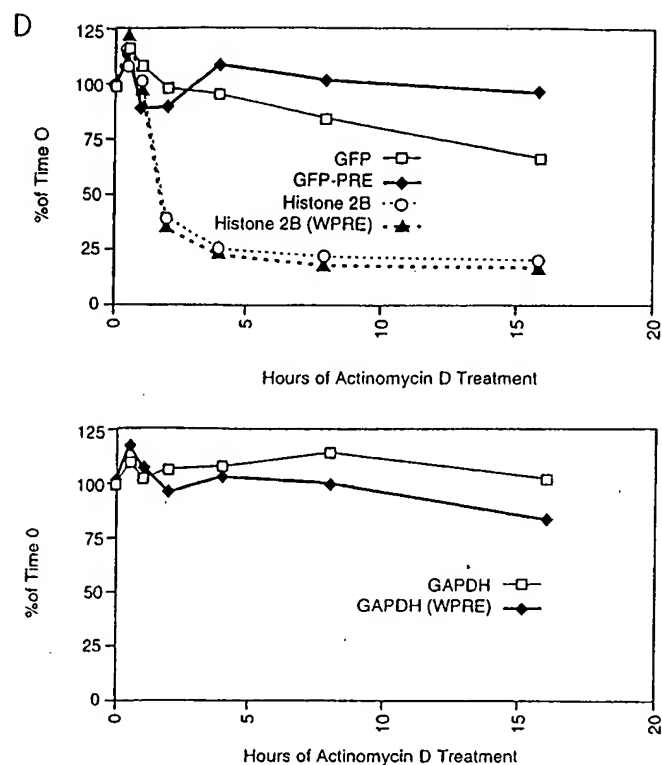 D
125
100
75
50
25
0
%of Time O
GFP
GFP-PRE
Histone 2B
Histone 2B (WPRE)
0
5
10
15
20
Hours of Actinomycin D Treatment
125
100
75
50
25
0
%of Time 0
GAPDH
GAPDH (WPRE)
0
5
10
15
20
Hours of Actinomycin D Treatment